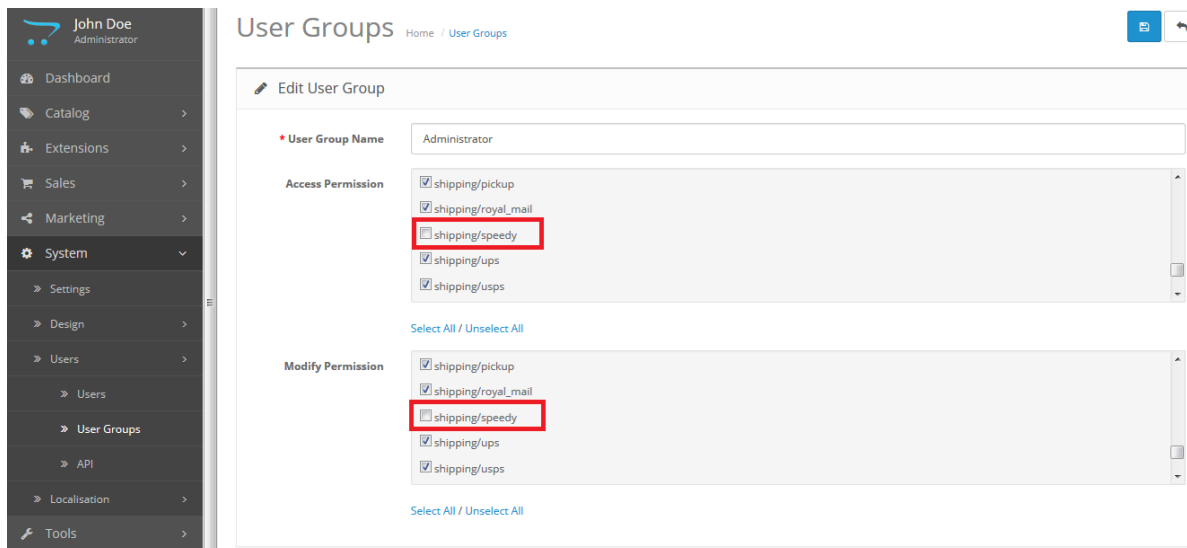 John Doe
Administrator
Dashboard
Catalog
Extensions
Sales
Marketing
System
Settings
Design
Users
Users
User Groups
API
Localisation
Tools
User Groups Home / User Groups
Edit User Group
* User Group Name Administrator
Access Permission
shipping/pickup
shipping/royal_mail
shipping/speedy
shipping/ups
shipping/usps
Select All / Unselect All
Modify Permission
shipping/pickup
shipping/royal_mail
shipping/speedy
shipping/ups
shipping/usps
Select All / Unselect All